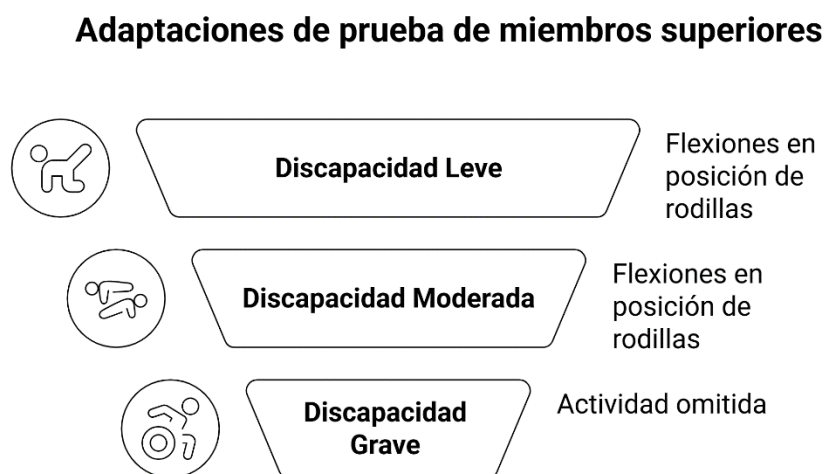 Adaptaciones de prueba de miembros superiores
Discapacidad Leve
Flexiones en
posición de
rodillas
Discapacidad Moderada
Flexiones en
posición de
rodillas
Discapacidad
Grave
Actividad omitida